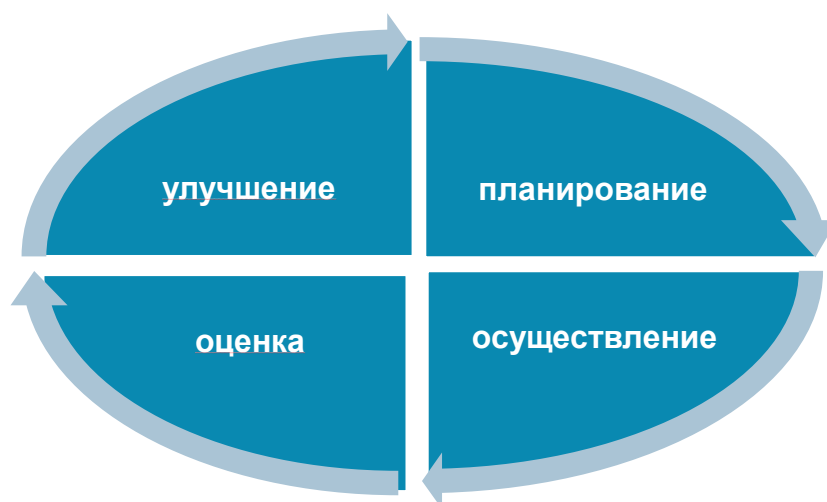 улучшение
планирование
оценка
осуществление